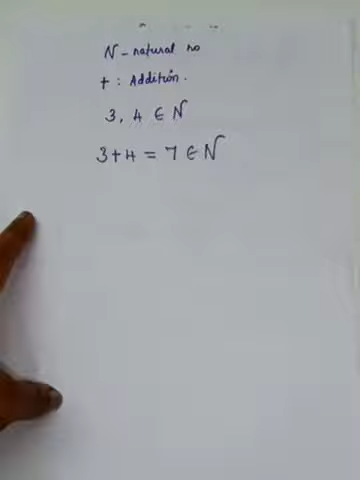 N - natural no
+ : Addition.
3, 4 ∈ N
3+4 = 7 ∈ N